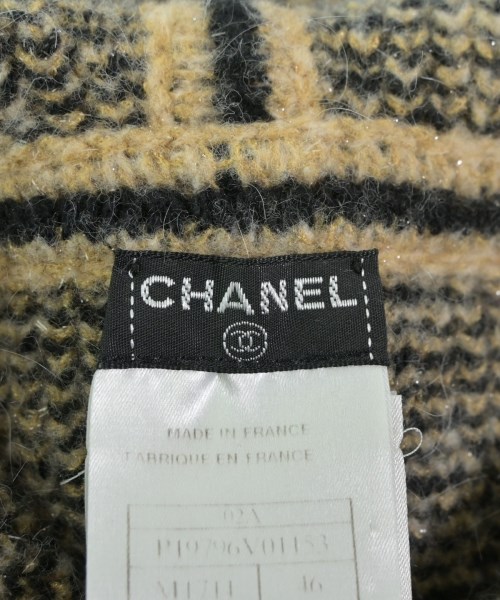 CHANEL
MADE IN FRANCE
FABRIQUE EN FRANCE
02A
P19796V01153